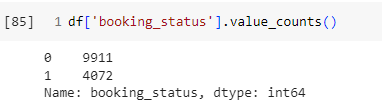 [85] 1 df['booking_status'].value_counts()
0    9911
1    4072
Name: booking_status, dtype: int64